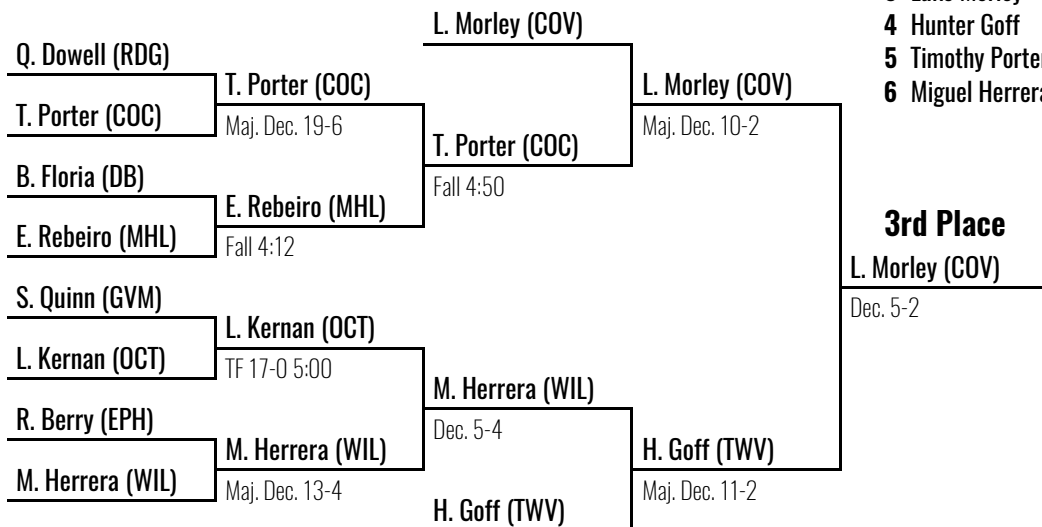 L. Morley (COV)
4 Hunter Goff
Q. Dowell (RDG)
5 Timothy
T. Porter (COC)
L. Morley (COV)
6 Miguel
T. Porter (COC)
Maj. Dec. 19-6
Maj. Dec. 10-2
T. Porter (COC)
B. Floria (DB)
Fall 4:50
E. Rebeiro (MHL)
3rd Place
E. Rebeiro (MHL)
Fall 4:12
L. Morley (COV)
S. Quinn (GVM)
Dec. 5-2
L. Kernan (OCT)
L. Kernan (OCT)
TF 17-0 5:00
M. Herrera (WIL)
R. Berry (EPH)
Dec. 5-4
M. Herrera (WIL)
H. Goff (TWV)
M. Herrera (WIL)
Maj. Dec. 13-4
Maj. Dec. 11-2
H. Goff (TWV)